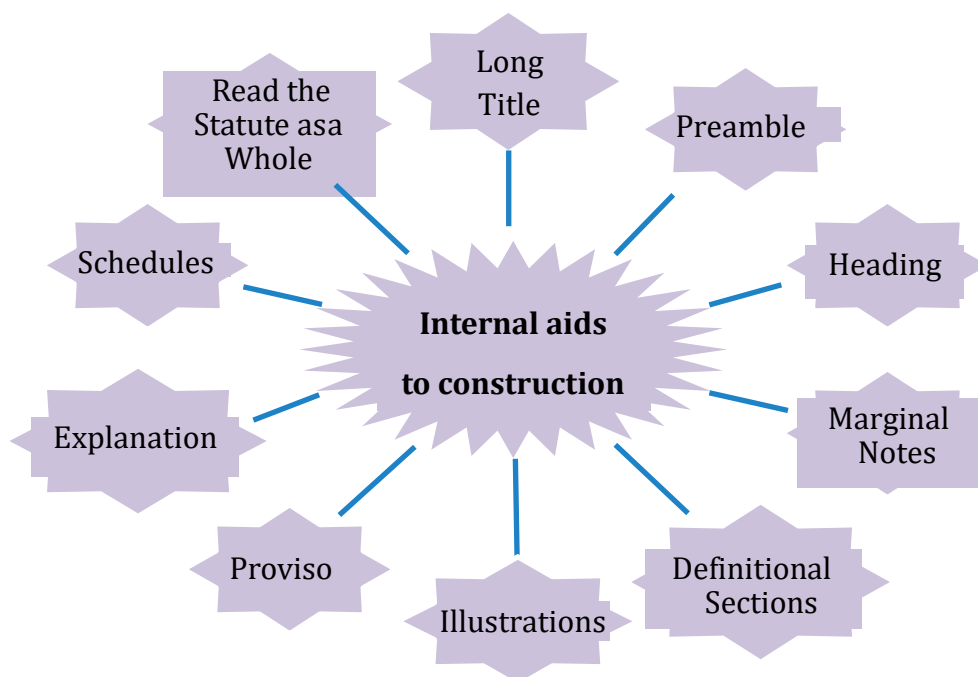 Long
Title
Read the
Statute asa
Whole
Preamble
Schedules
Heading
Internal aids
to construction
Explanation
Marginal
Notes
Proviso
Definitional
Sections
Illustrations